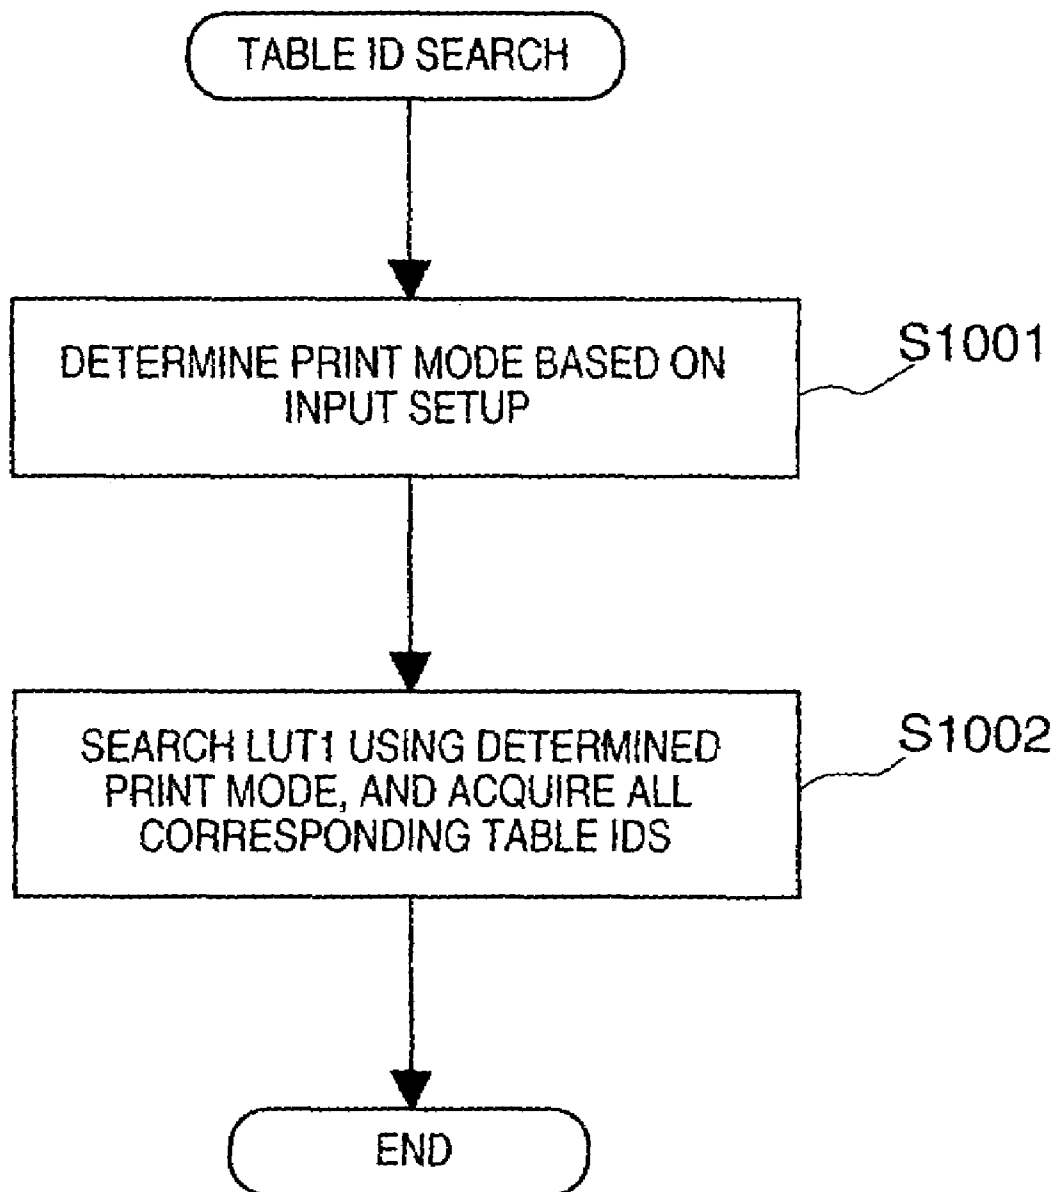 TABLE ID SEARCH
DETERMINE PRINT MODE BASED ON
INPUT SETUP
S1001
SEARCH LUT1 USING DETERMINED
PRINT MODE, AND ACQUIRE ALL
CORRESPONDING TABLE IDS
S1002
END